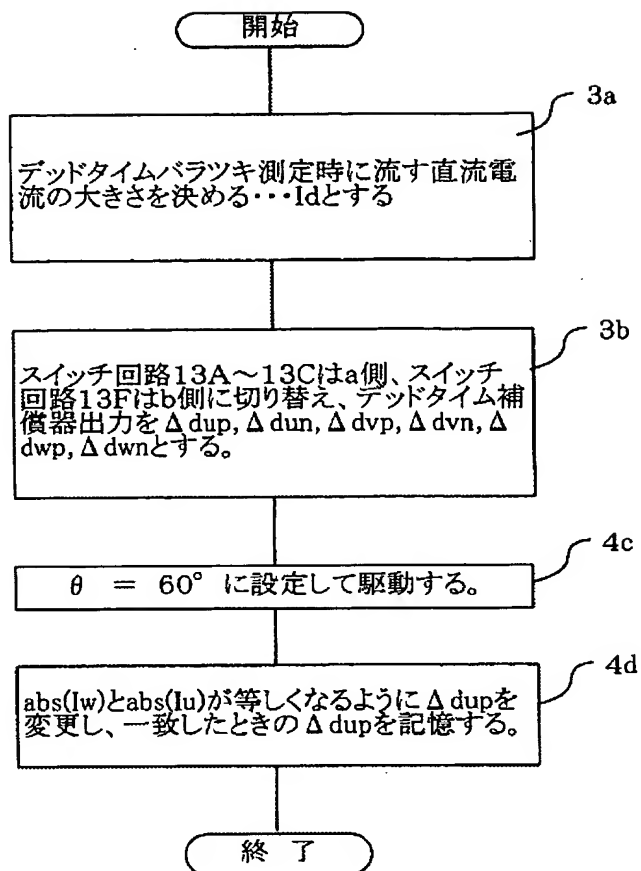 開始
3a
デッドタイムバラツキ測定時に流す直流電
流の大きさを決める・・・Idとする
3b
スイッチ回路13A～13Cはa側、スイッチ
回路13Fはb側に切り替え、デッドタイム補
償器出力をΔdup,Δdun,Δdvp,Δdvn,Δ
dwp,Δdwnとする。
4c
θ = 60° に設定して駆動する。
4d
abs(Iw)とabs(Iu)が等しくなるようにΔdupを
変更し、一致したときのΔdupを記憶する。
終 了